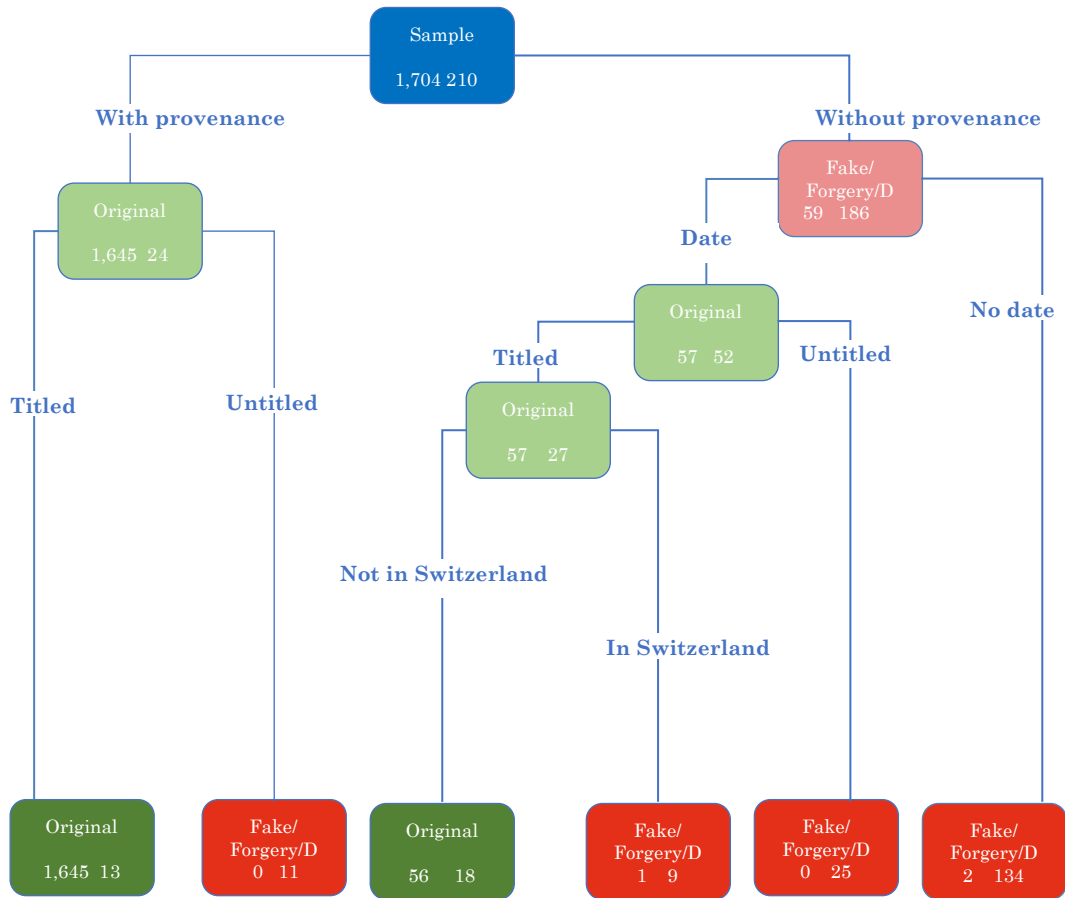 Sample
1,704 210
With provenance
Without provenance
Fake/
Forgery/D
59 186
Original
1,645 24
Date
No date
Original
57 52
Titled
Untitled
Titled
Untitled
Original
57 27
Not in Switzerland
In Switzerland
Original
1,645 13
Fake/
Forgery/D
0 11
Original
56 18
Fake/
Forgery/D
1 9
Fake/
Forgery/D
0 25
Fake/
Forgery/D
2 134